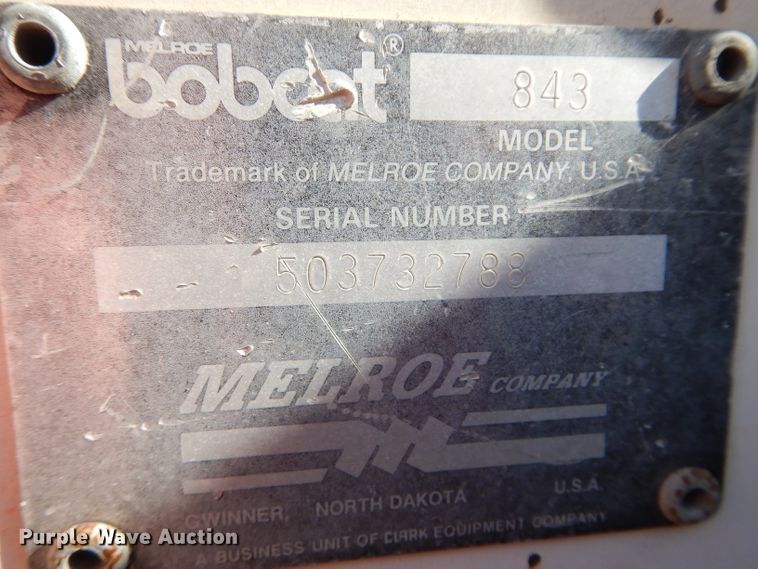 MELROE
bobcat ® 843
MODEL
Trademark of MELROE COMPANY, U.S.A.
SERIAL NUMBER
503732788
MELROE COMPANY
GWINNER, NORTH DAKOTA U.S.A.
A BUSINESS UNIT OF CLARK EQUIPMENT COMPANY
Purple Wave Auction